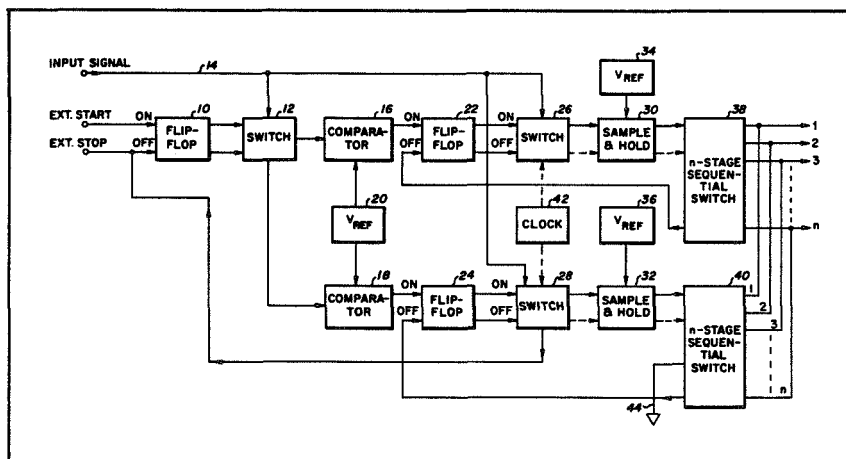 INPUT SIGNAL
14
EXT. START
ON
10
FLIP-
FLOP
EXT. STOP
OFF
12
SWITCH
16
COMPARA-
TOR
ON
22
FLIP-
FLOP
OFF
ON
OFF
26
SWITCH
34
VREF
30
SAMPLE
& HOLD
38
n-STAGE
SEQUEN-
TIAL
SWITCH
1
2
3
n
20
VREF
42
CLOCK
36
VREF
18
COMPARA-
TOR
ON
24
FLIP-
FLOP
OFF
ON
OFF
28
SWITCH
32
SAMPLE
& HOLD
40
n-STAGE
SEQUEN-
TIAL
SWITCH
1
2
3
n
44